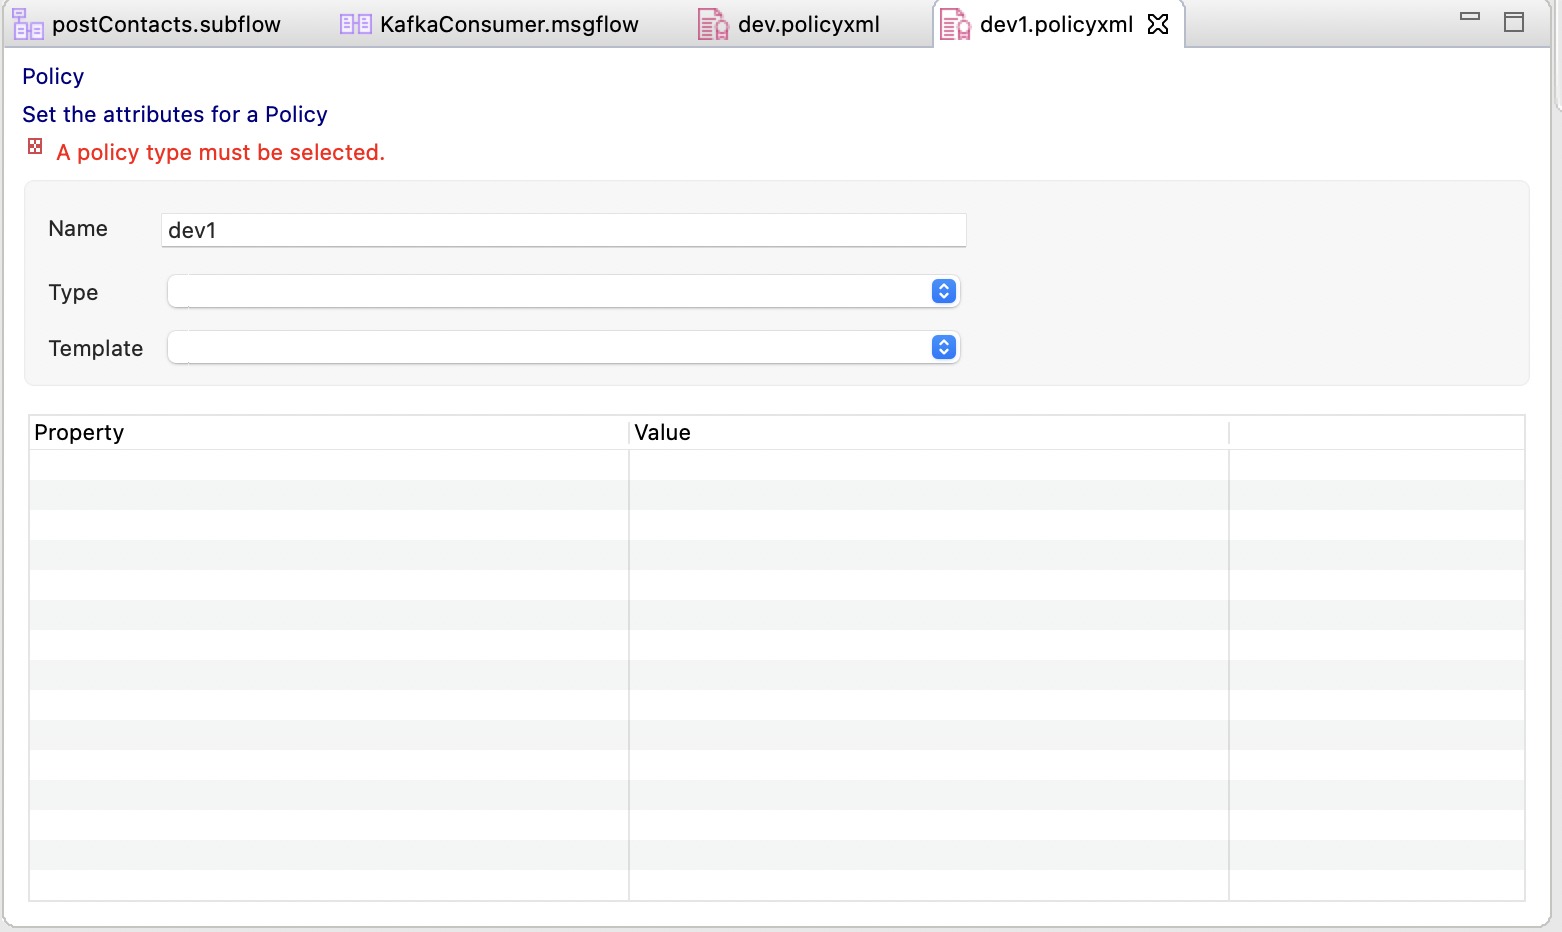 postContacts.subflow KafkaConsumer.msgflow dev.policyxml dev1.policyxml
Policy
Set the attributes for a Policy
A policy type must be selected.
Name dev1
Type
Template
Property Value